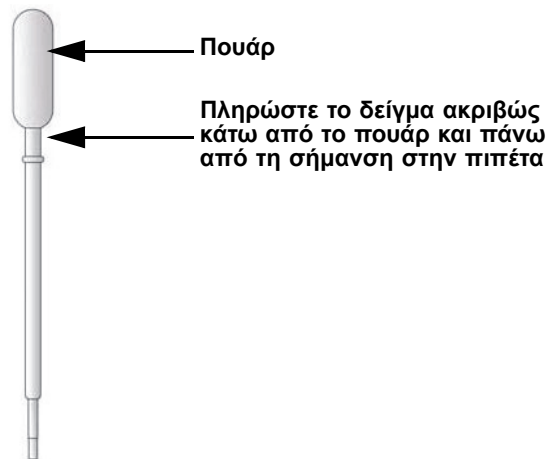 Πουάρ
Πληρώστε το δείγμα ακριβώς
κάτω από το πουάρ και πάνω
από τη σήμανση στην πιπέτα